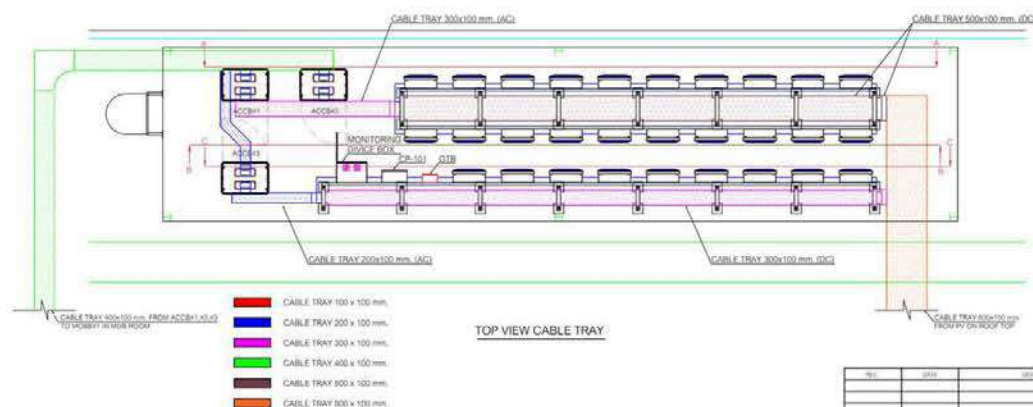 CABLE TRAY 300x100 mm. (AC)
CABLE TRAY 500x100 mm. (DC
A
A
ACCB#1
ACCB#2
C
B
MONITORING
DIVICE BOX
CP-101
OTB
ACCB#3
C
B
CABLE TRAY 200x100 mm. (AC)
CABLE TRAY 300x100 mm. (DC)
CABLE TRAY 400x100 mm. FROM ACCB#1,#2,#3
TO MDB#1 IN MDB ROOM
CABLE TRAY 100 x 100 mm.
CABLE TRAY 200 x 100 mm.
CABLE TRAY 300 x 100 mm.
CABLE TRAY 400 x 100 mm.
CABLE TRAY 500 x 100 mm.
CABLE TRAY 600 x 100 mm.
TOP VIEW CABLE TRAY
CABLE TRAY 600x100 mm.
FROM PV ON ROOF TOP
REV.
DATE